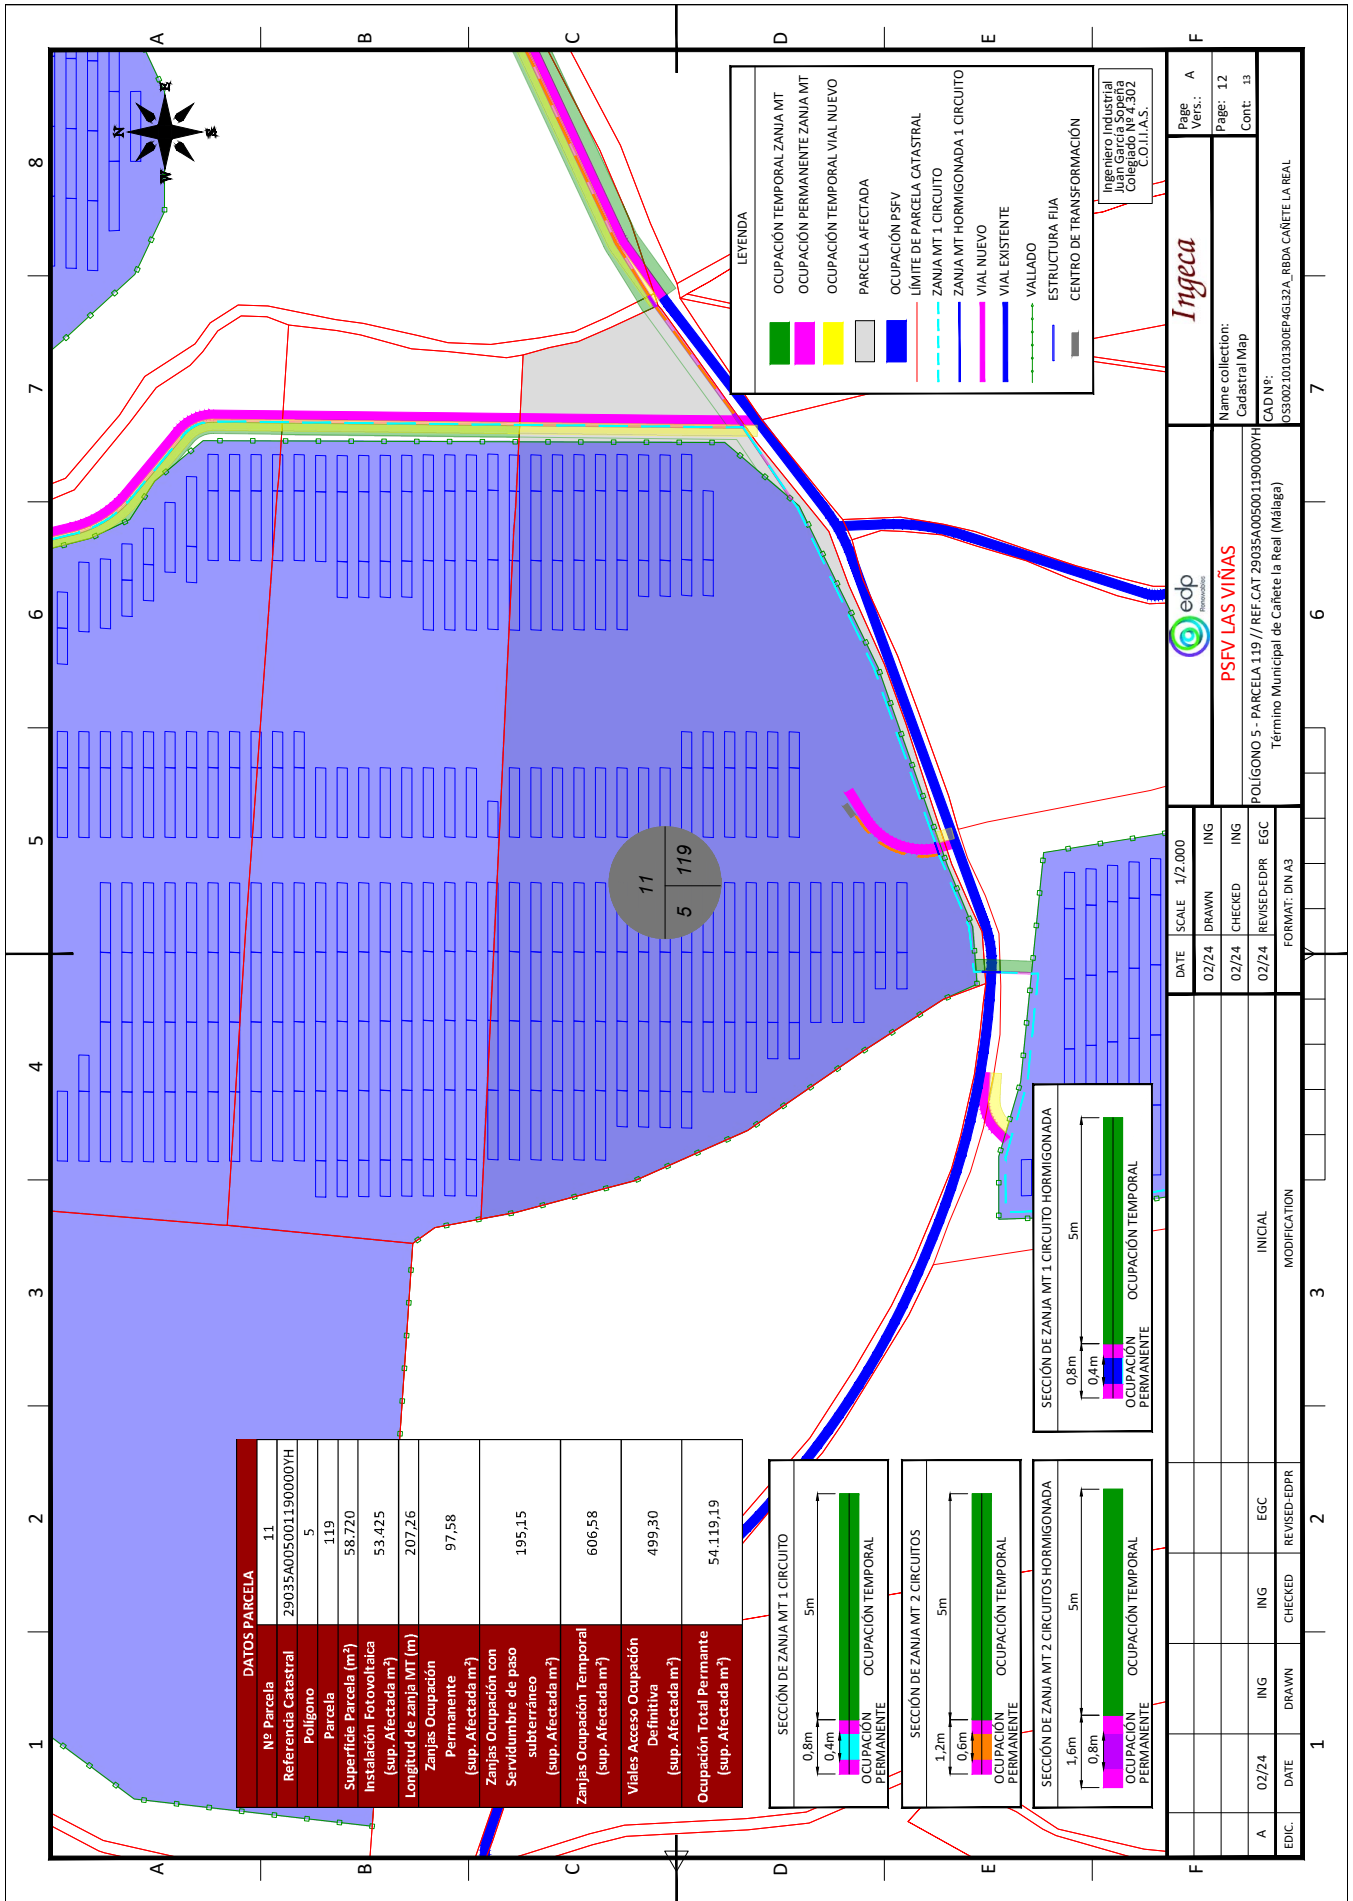 1
2
3
4
5
6
7
8
A
B
C
D
E
F
N
E
W
11
5
119
DATOS PARCELA
Nº Parcela
11
Referencia Catastral
29035A005001190000YH
Polígono
5
Parcela
119
Superficie Parcela (m²)
58.720
Instalación Fotovoltaica
(sup. Afectada m²)
53.425
Longitud de zanja MT (m)
207,26
Zanjas Ocupación
Permanente
(sup. Afectada m²)
97,58
Zanjas Ocupación con
Servidumbre de paso
subterráneo
(sup. Afectada m²)
195,15
Zanjas Ocupación Temporal
(sup. Afectada m²)
606,58
Viales Acceso Ocupación
Definitiva
(sup. Afectada m²)
499,30
Ocupación Total Permante
(sup. Afectada m²)
54.119,19
LEYENDA
OCUPACIÓN TEMPORAL ZANJA MT
OCUPACIÓN PERMANENTE ZANJA MT
OCUPACIÓN TEMPORAL VIAL NUEVO
PARCELA AFECTADA
OCUPACIÓN PSFV
LÍMITE DE PARCELA CATASTRAL
ZANJA MT 1 CIRCUITO
ZANJA MT HORMIGONADA 1 CIRCUITO
VIAL NUEVO
VIAL EXISTENTE
VALLADO
ESTRUCTURA FIJA
CENTRO DE TRANSFORMACIÓN
Ingeniero Industrial
Juan García Sopeña
Colegiado Nº 4.302
C.O.I.I.A.S.
SECCIÓN DE ZANJA MT 1 CIRCUITO
0,8m
5m
0,4m
OCUPACIÓN
PERMANENTE
OCUPACIÓN TEMPORAL
SECCIÓN DE ZANJA MT 2 CIRCUITOS
1,2m
5m
0,6m
OCUPACIÓN
PERMANENTE
OCUPACIÓN TEMPORAL
SECCIÓN DE ZANJA MT 2 CIRCUITOS HORMIGONADA
1,6m
5m
0,8m
OCUPACIÓN
PERMANENTE
OCUPACIÓN TEMPORAL
SECCIÓN DE ZANJA MT 1 CIRCUITO HORMIGONADA
0,8m
5m
0,4m
OCUPACIÓN
PERMANENTE
OCUPACIÓN TEMPORAL
A
02/24
ING
ING
EGC
INICIAL
EDIC.
DATE
DRAWN
CHECKED
REVISED-EDPR
MODIFICATION
DATE
SCALE 1/2.000
02/24
DRAWN
ING
02/24
CHECKED
ING
02/24
REVISED-EDPR
EGC
FORMAT: DIN A3
edp
Renewables
PSFV LAS VIÑAS
POLÍGONO 5 - PARCELA 119 // REF.CAT 29035A005001190000YH
Término Municipal de Cañete la Real (Málaga)
Ingeca
Page Vers.: A
Name collection:
Cadastral Map
Page: 12
Cont: 13
CAD Nº:
OS300210101300EP4GL32A_RBDA CAÑETE LA REAL
A
B
C
D
E
F
1
2
3
4
5
6
7